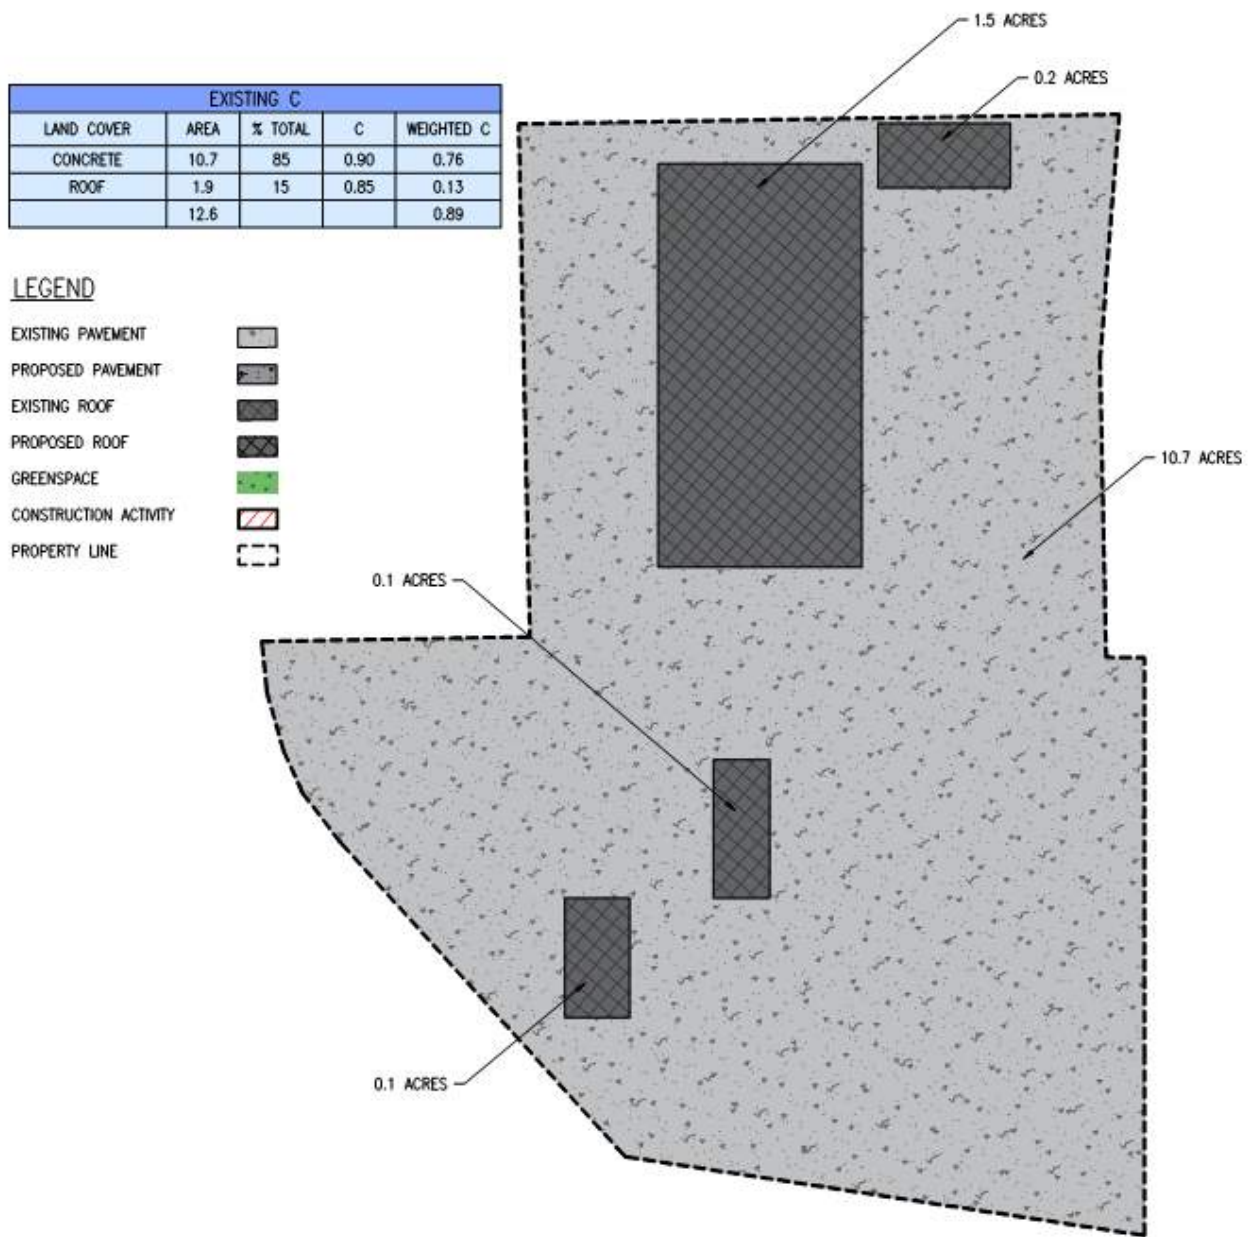 1.5 ACRES
0.2 ACRES
EXISTING C
LAND COVER AREA % TOTAL C WEIGHTED C
CONCRETE 10.7 85 0.90 0.76
ROOF 1.9 15 0.85 0.13
12.6 0.89
LEGEND
EXISTING PAVEMENT
PROPOSED PAVEMENT
EXISTING ROOF
PROPOSED ROOF
GREENSPACE
CONSTRUCTION ACTIVITY
PROPERTY LINE
10.7 ACRES
0.1 ACRES
0.1 ACRES